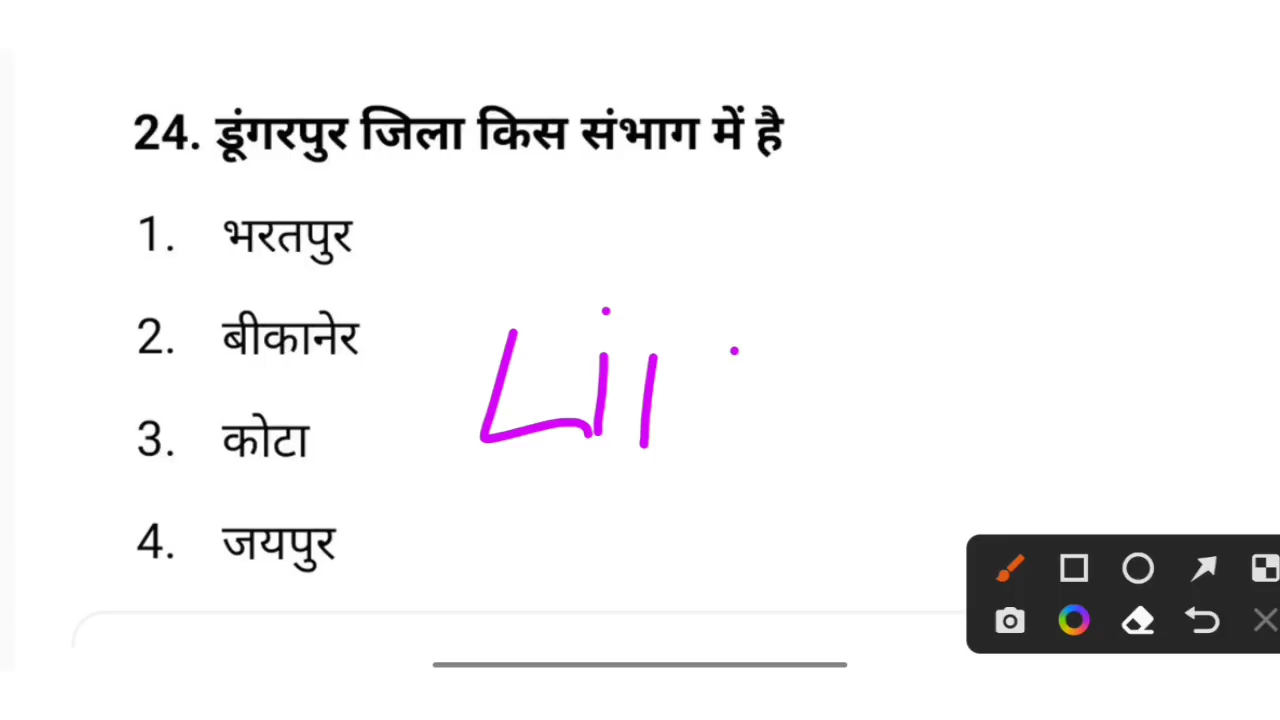 24. डूंगरपुर जिला किस संभाग में है
1. भरतपुर
2. बीकानेर
3. कोटा
4. जयपुर